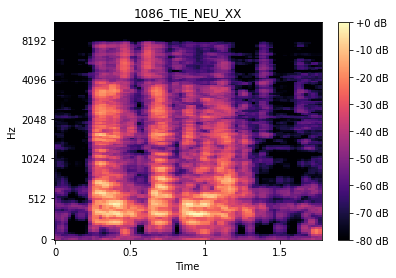 1086_TIE_NEU_XX
+0 dB
8192
-10 dB
4096
-20 dB
-30 dB
2048
Hz
-40 dB
1024
-50 dB
512
-60 dB
-70 dB
0
-80 dB
0
0.5
1
1.5
Time